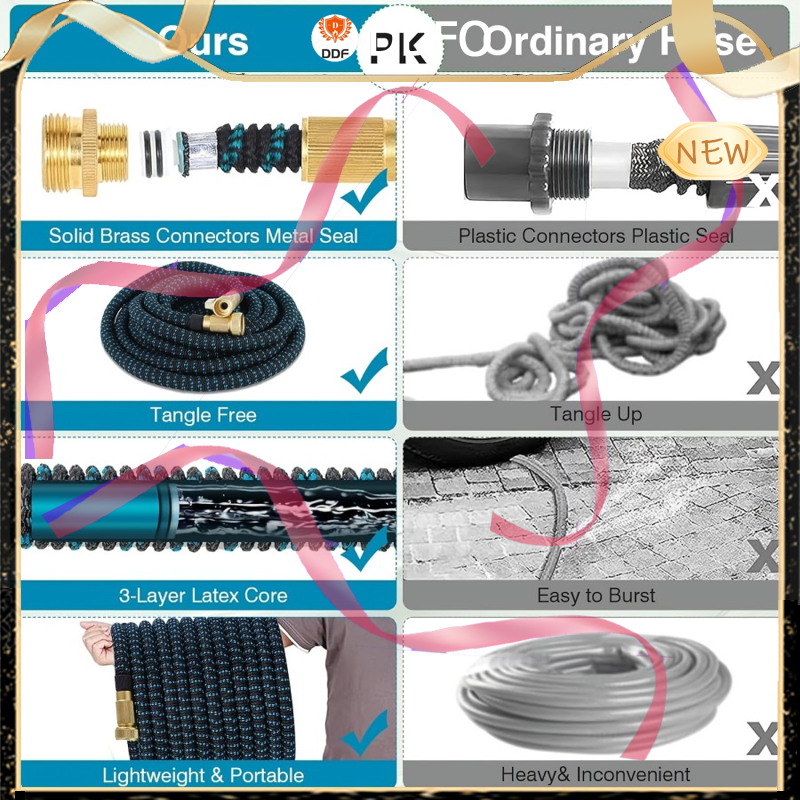 Ours
DDF
PK
Ordinary Hose
NEW
Solid Brass Connectors Metal Seal
Plastic Connectors Plastic Seal
Tangle Free
Tangle Up
3-Layer Latex Core
Easy to Burst
Lightweight & Portable
Heavy& Inconvenient